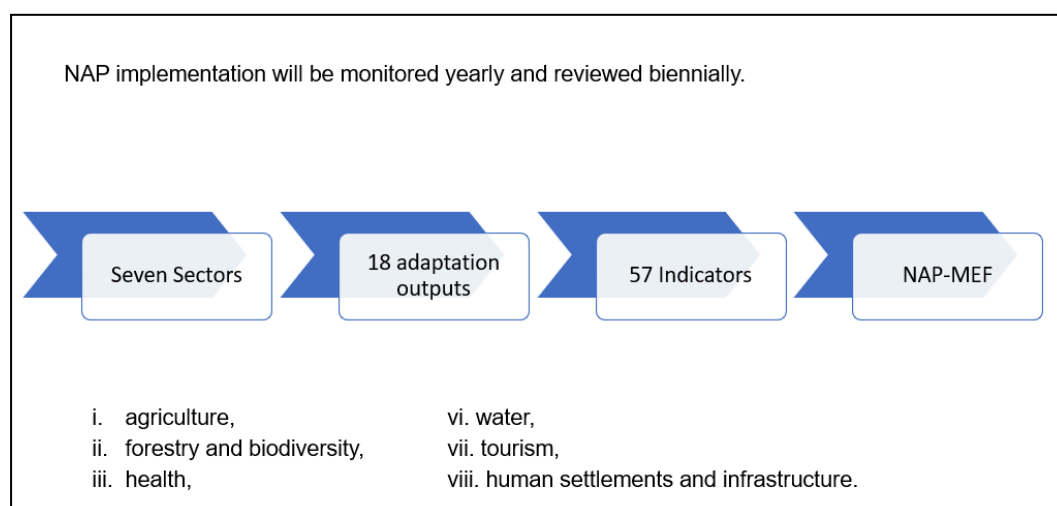 NAP implementation will be monitored yearly and reviewed biennially.
Seven Sectors
18 adaptation
outputs
57 Indicators
NAP-MEF
i. agriculture,
ii. forestry and biodiversity,
iii. health,
vi. water,
vii. tourism,
viii. human settlements and infrastructure.